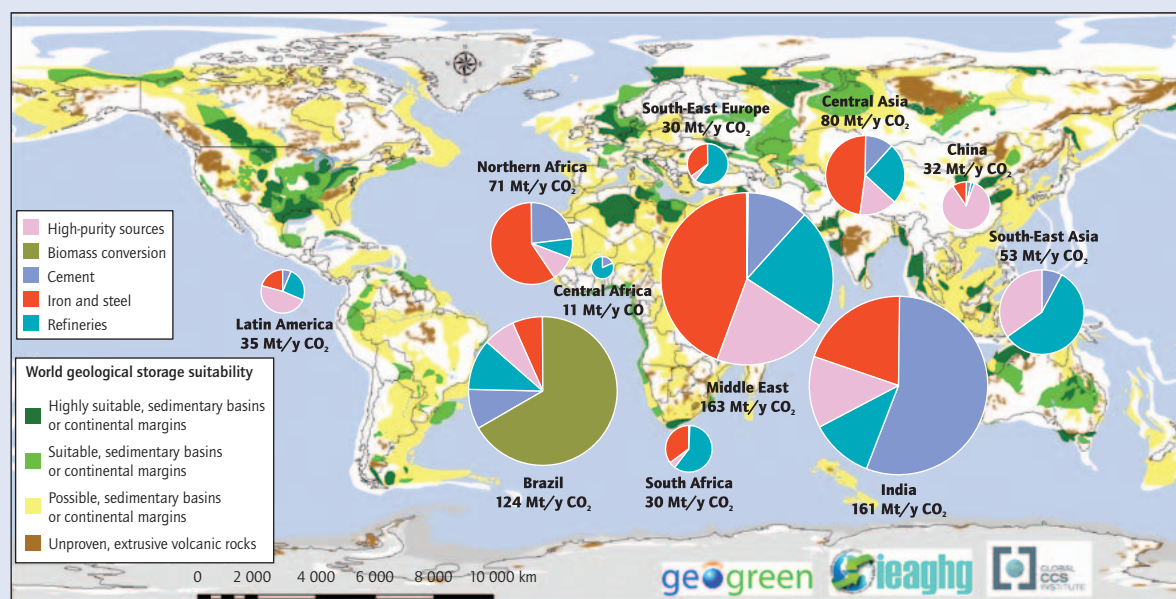 South-East Europe
30 Mt/y CO₂
Central Asia
80 Mt/y CO₂
China
32 Mt/y CO₂
Northern Africa
71 Mt/y CO₂
High-purity sources
Biomass conversion
Cement
Iron and steel
Refineries
South-East Asia
53 Mt/y CO₂
Central Africa
11 Mt/y CO
Latin America
35 Mt/y CO₂
World geological storage suitability
Highly suitable, sedimentary basins
or continental margins
Suitable, sedimentary basins
or continental margins
Possible, sedimentary basins
or continental margins
Unproven, extrusive volcanic rocks
Middle East
163 Mt/y CO₂
Brazil
124 Mt/y CO₂
South Africa
30 Mt/y CO₂
India
161 Mt/y CO₂
0 2 000 4 000 6 000 8 000 10 000 km
geogreen
ieaghg
GLOBAL
CCS
INSTITUTE